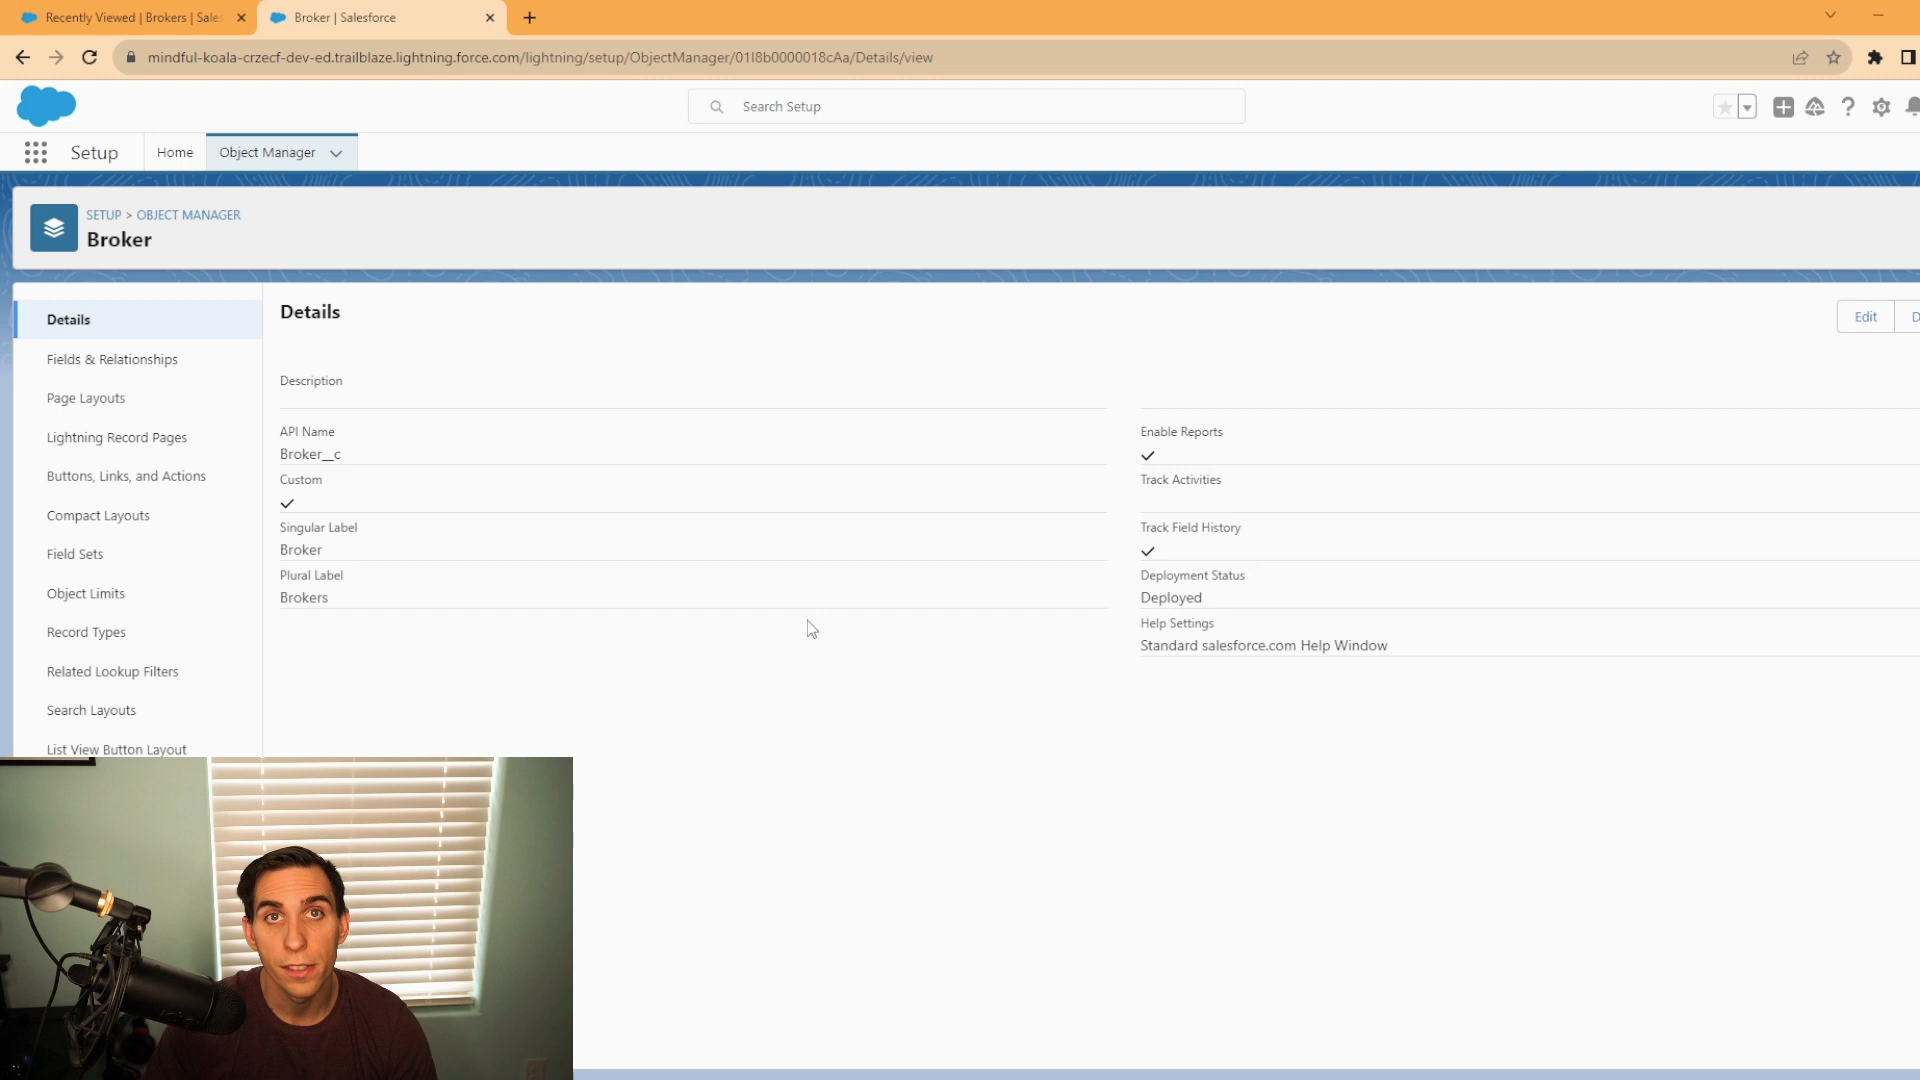 Recently Viewed | Brokers | Sales
Broker | Salesforce
mindful-koala-crzecf-dev-ed.trailblaze.lightning.force.com/lightning/setup/ObjectManager/01I8b0000018cAa/Details/view
Search Setup
Setup
Home
Object Manager
SETUP > OBJECT MANAGER
Broker
Details
Fields & Relationships
Page Layouts
Lightning Record Pages
Buttons, Links, and Actions
Compact Layouts
Field Sets
Object Limits
Record Types
Related Lookup Filters
Search Layouts
List View Button Layout
Details
Edit
D
Description
API Name
Broker__c
Custom
Singular Label
Broker
Plural Label
Brokers
Enable Reports
Track Activities
Track Field History
Deployment Status
Deployed
Help Settings
Standard salesforce.com Help Window